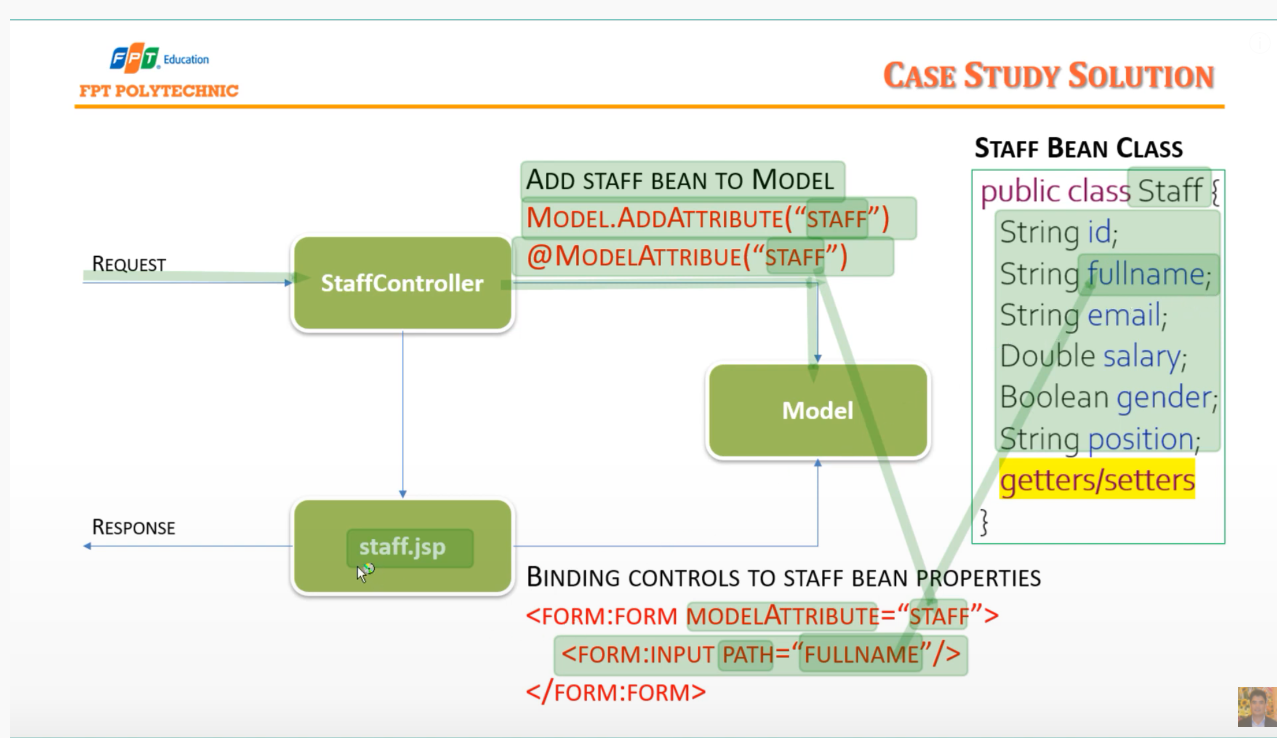 FPT Education
FPT POLYTECHNIC
CASE STUDY SOLUTION
STAFF BEAN CLASS
public class Staff {
String id;
String fullname;
String email;
Double salary;
Boolean gender;
String position;
getters/setters
}
ADD STAFF BEAN TO MODEL
MODEL.ADDATTRIBUTE(“STAFF”)
@MODELATTRIBUE(“STAFF”)
REQUEST
StaffController
Model
RESPONSE
staff.jsp
BINDING CONTROLS TO STAFF BEAN PROPERTIES
<FORM:FORM MODELATTRIBUTE=“STAFF”>
<FORM:INPUT PATH=“FULLNAME”/>
</FORM:FORM>